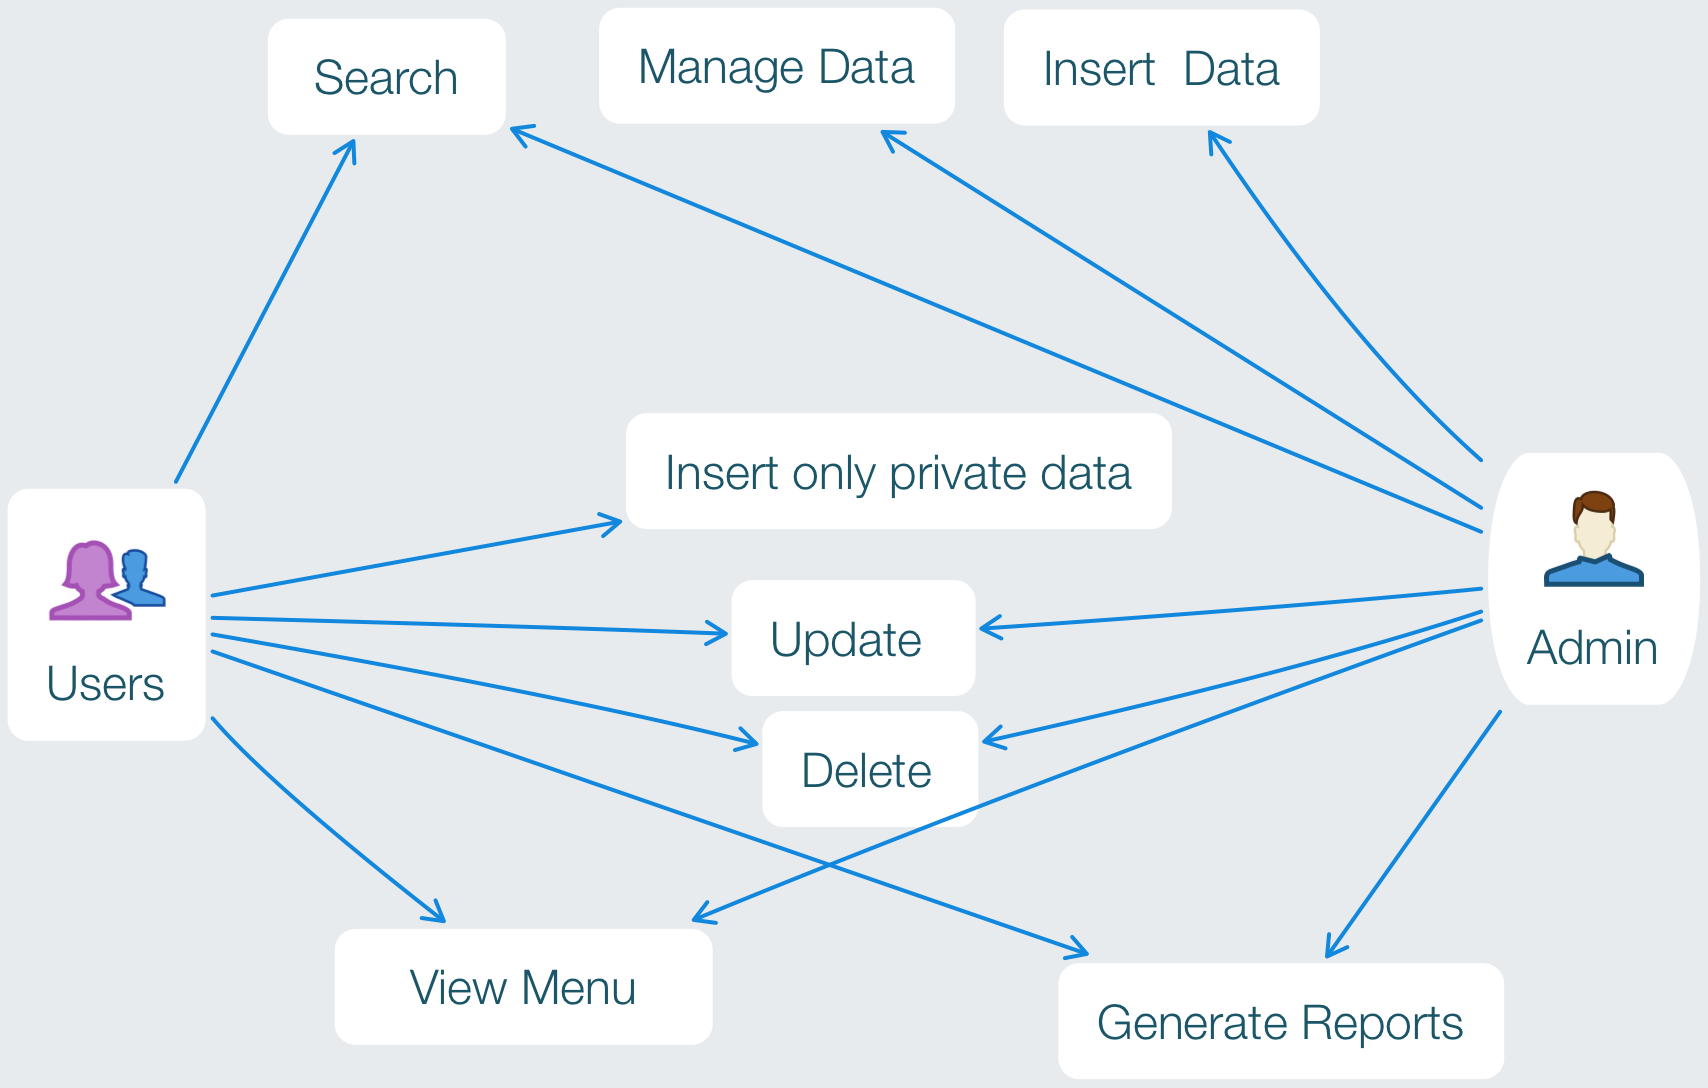 Search
Manage Data
Insert  Data
Insert only private data
Users
Update
Admin
Delete
View Menu
Generate Reports